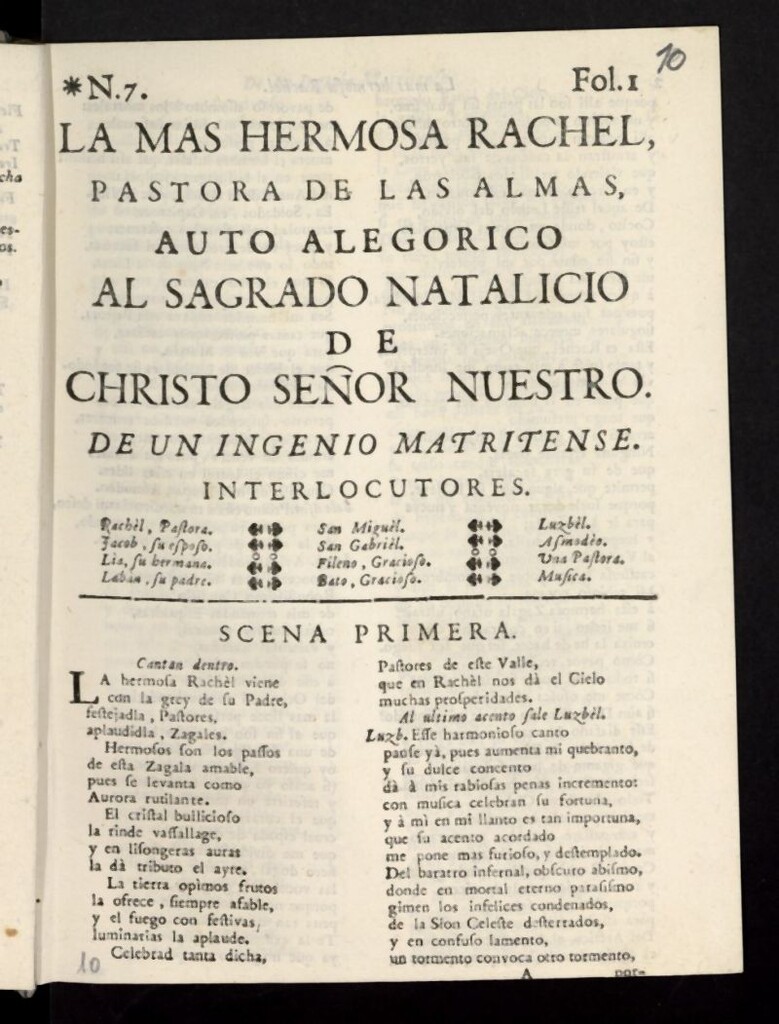 10
*N.7. Fol.1
LA MAS HERMOSA RACHEL,
PASTORA DE LAS ALMAS,
AUTO ALEGORICO
AL SAGRADO NATALICIO
DE
CHRISTO SEÑOR NUESTRO.
DE UN INGENIO MATRITENSE.
INTERLOCUTORES.
Rachèl, Paſtora. San Miguèl. Luzbèl.
Jacob, ſu eſpoſo. San Gabrièl. Aſmodèo.
Lia, ſu hermana. Fileno, Gracioſo. Una Paſtora.
Labàn, ſu padre. Bato, Gracioſo. Muſica.
SCENA PRIMERA.
Cantan dentro.
LA hermoſa Rachèl viene
con la grey de ſu Padre,
feſtejadla, Paſtores,
aplaudidla, Zagales.
Hermoſos ſon los paſſos
de eſta Zagala amable,
pues ſe levanta como
Aurora rutilante.
El criſtal bullicioſo
la rinde vaſſallage,
y en liſongeras auras
la dà tributo el ayre.
La tierra opimos frutos
la ofrece, ſiempre afable,
y el fuego con feſtivas
luminarias la aplaude.
Celebrad tanta dicha,
Paſtores de eſte Valle,
que en Rachèl nos dà el Cielo
muchas proſperidades.
Al ultimo acento ſale Luzbèl.
Luzb. Eſſe harmonioſo canto
pauſe yà, pues aumenta mi quebranto,
y ſu dulce concento
dà à mis rabioſas penas incremento:
con muſica celebran ſu fortuna,
y à mì en mi llanto es tan importuna,
que ſu acento acordado
me pone mas furioſo, y deſtemplado.
Del baratro infernal, obſcuro abiſmo,
donde en mortal eterno paraſiſmo
gimen los infelices condenados,
de la Sion Celeſte deſterrados,
y en confuſo lamento,
un tormento convoca otro tormento,
A por-
10
cha
eſ-
os.